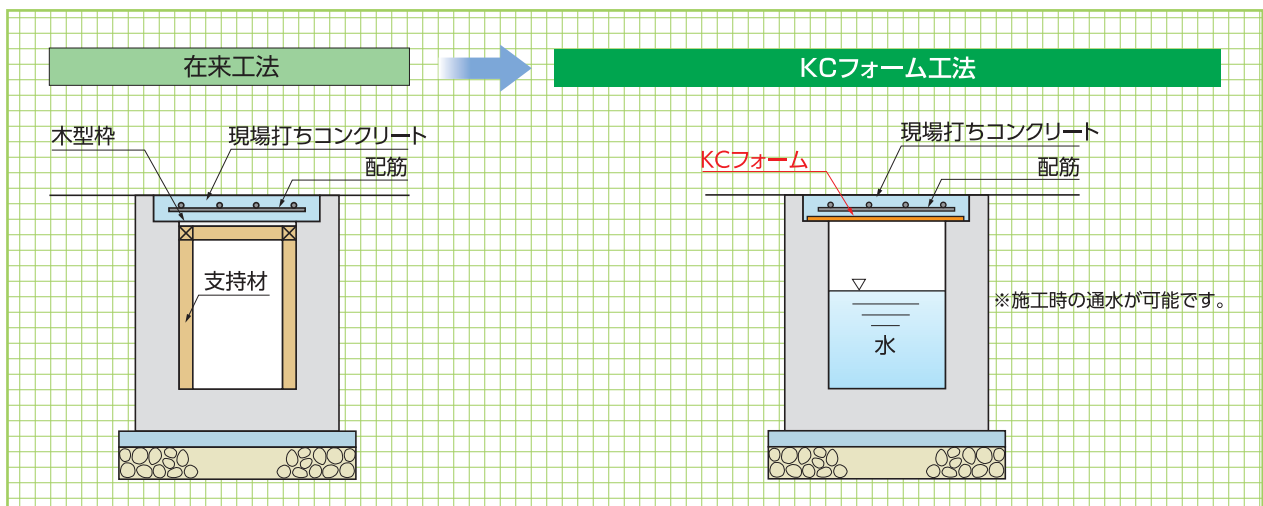 在来工法
KCフォーム工法
木型枠
現場打ちコンクリート
配筋
支持材
現場打ちコンクリート
KCフォーム
配筋
※施工時の通水が可能です。
水